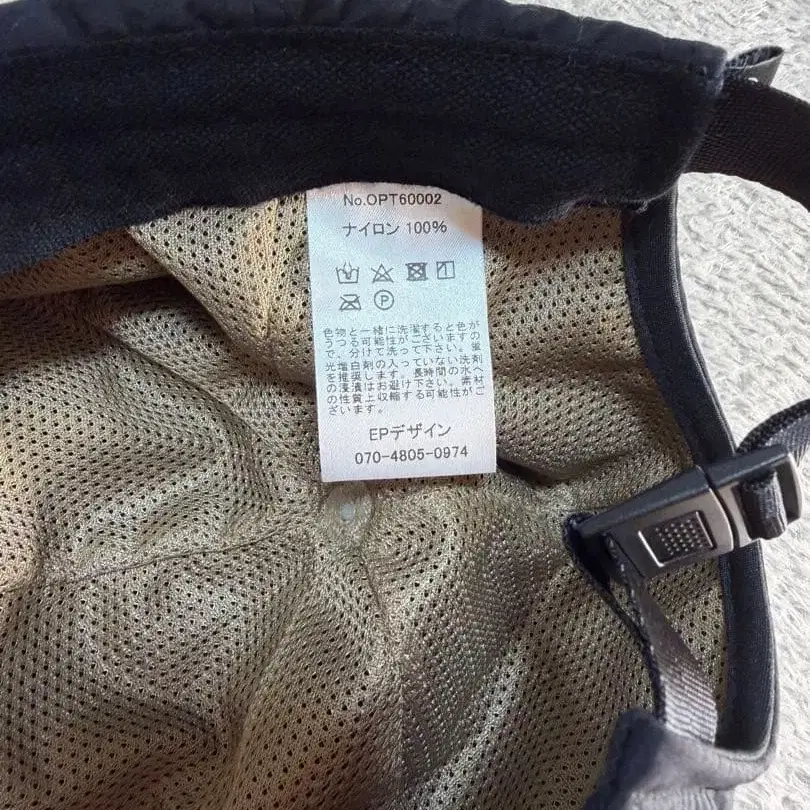 No.OPT60002
ナイロン 100%
色物と一緒に洗濯すると色が
うつる可能性がございますの
で、分けて洗って下さい。蛍
光増白剤の入っていない洗剤
を推奨します。長時間の水へ
の浸漬はお避け下さい。素材
の性質上収縮する可能性がご
ざいます。
EPデザイン
070-4805-0974